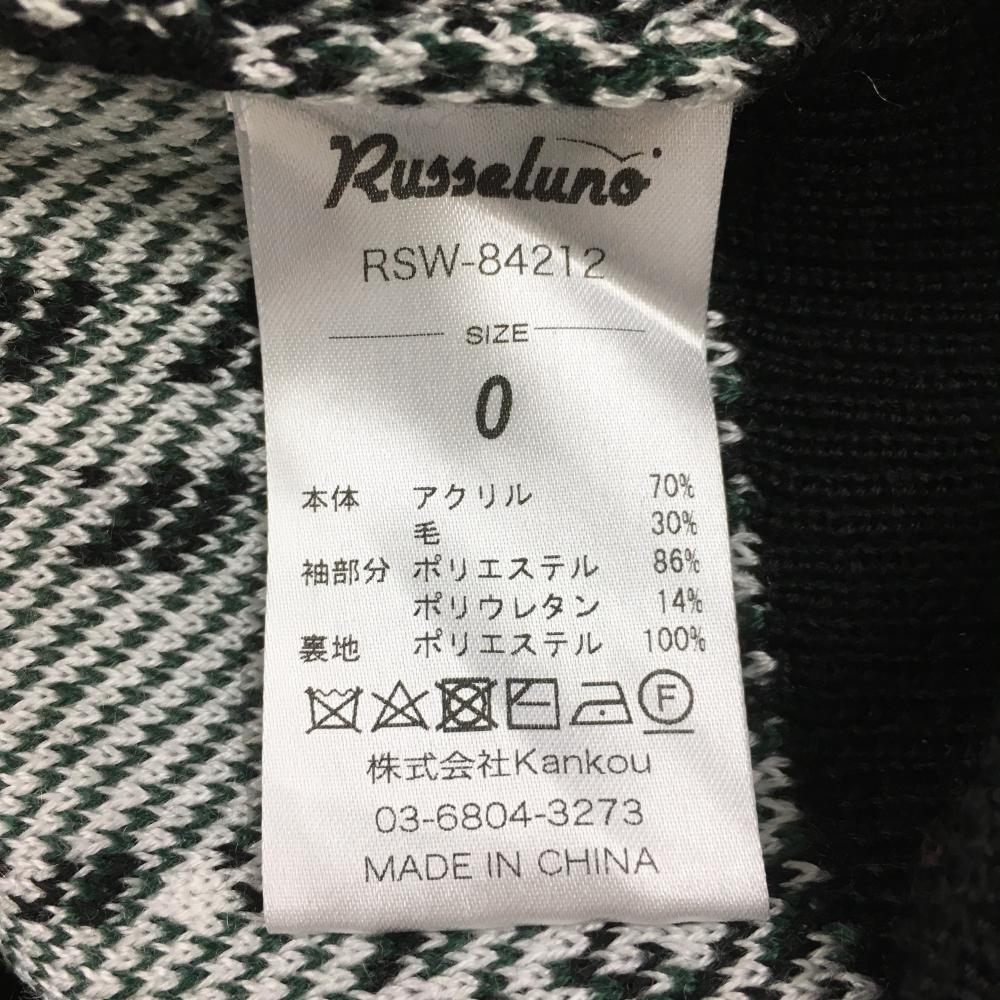 Russeluno
RSW-84212
SIZE
0
本体 アクリル 70%
毛 30%
袖部分 ポリエステル 86%
ポリウレタン 14%
裏地 ポリエステル 100%
F
株式会社Kankou
03-6804-3273
MADE IN CHINA